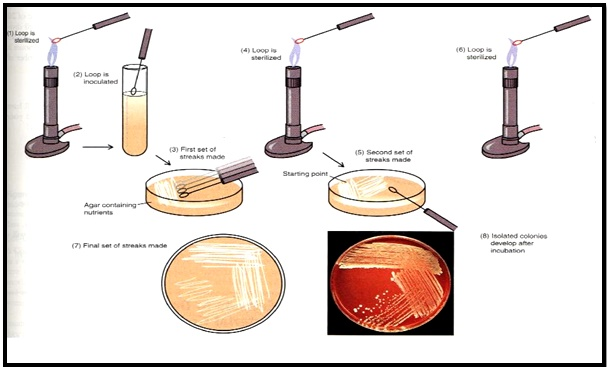 (1) Loop is
sterilized
(2) Loop is
inoculated
(3) First set of
streaks made
Agar containing
nutrients
(4) Loop is
sterilized
(5) Second set of
streaks made
Starting point
(6) Loop is
sterilized
(7) Final set of streaks made
(8) Isolated colonies
develop after
incubation